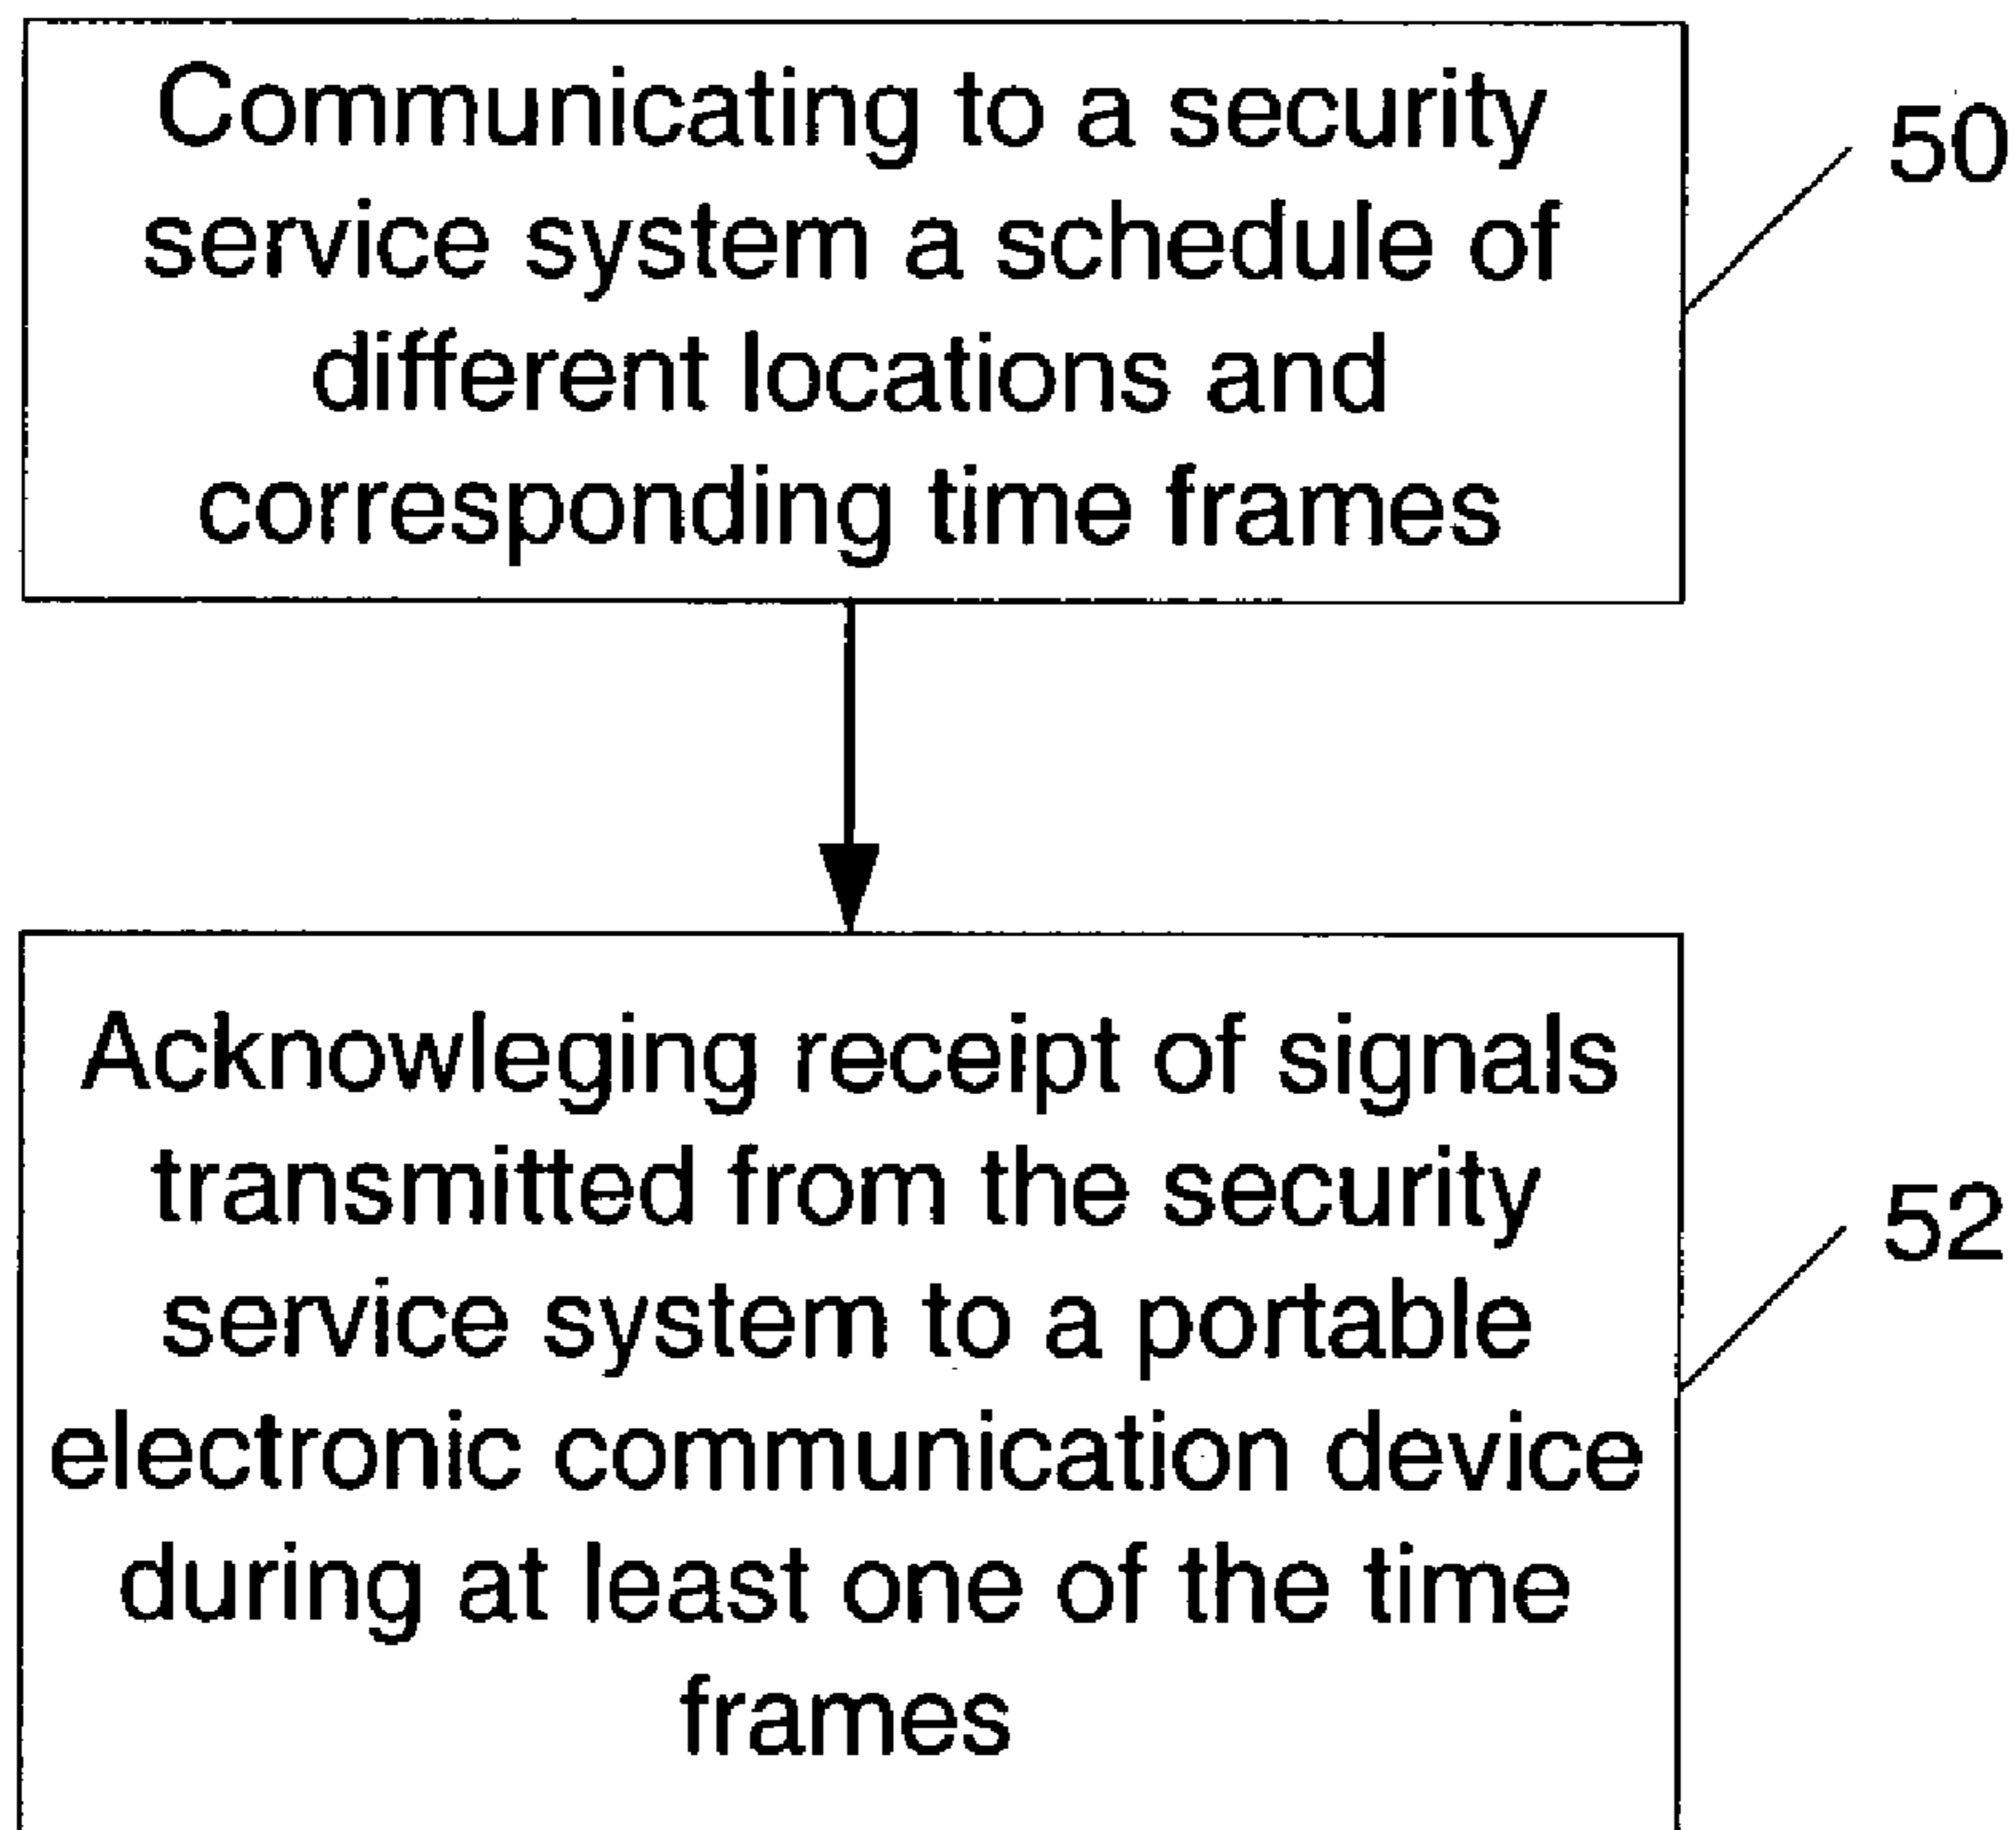 Communicating to a security
service system a schedule of
different locations and
corresponding time frames
50
Acknowleging receipt of signals
transmitted from the security
service system to a portable
electronic communication device
during at least one of the time
frames
52